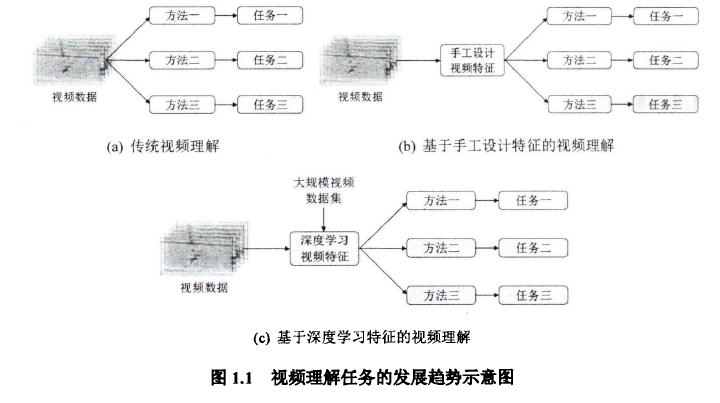 方法一
任务一
方法二
任务二
方法三
任务三
视频数据
(a) 传统视频理解
手工设计
视频特征
方法一
任务一
方法二
任务二
方法三
任务三
视频数据
(b) 基于手工设计特征的视频理解
大规模视频
数据集
深度学习
视频特征
方法一
任务一
方法二
任务二
方法三
任务三
视频数据
(c) 基于深度学习特征的视频理解
图 1.1 视频理解任务的发展趋势示意图